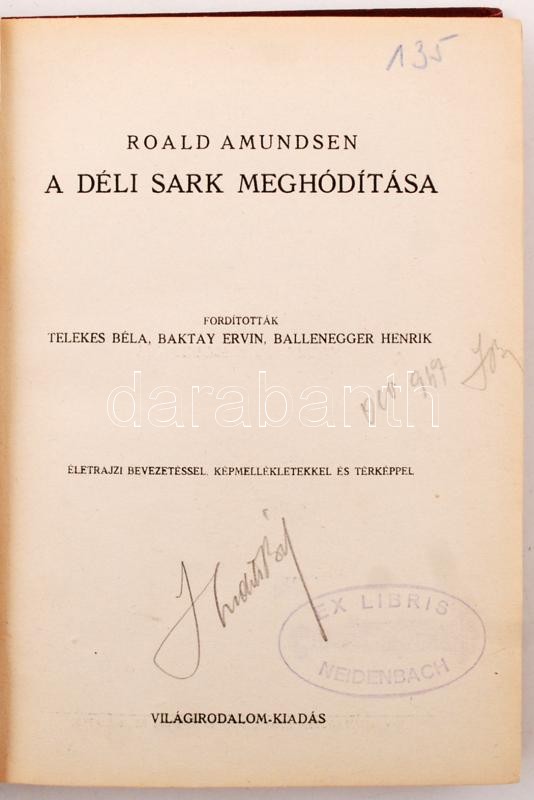 135
ROALD AMUNDSEN
A DÉLI SARK MEGHÓDÍTÁSA
FORDÍTOTTÁK
TELEKES BÉLA, BAKTAY ERVIN, BALLENEGGER HENRIK
darabanth
ÉLETRAJZI BEVEZETÉSSEL, KÉPMELLÉKLETEKKEL ÉS TÉRKÉPPEL
EX LIBRIS
NEIDENBACH
VILÁGIRODALOM-KIADÁS